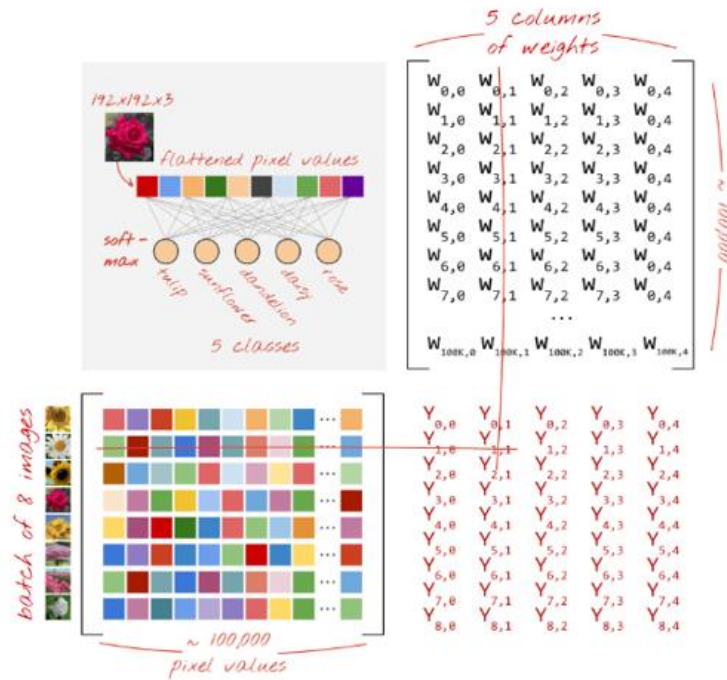 5 columns
of weights
192x192x3
flattened pixel values
soft-
max
tulip
sunflower
dandelion
daisy
rose
5 classes
W0,0 W0,1 W0,2 W0,3 W0,4
W1,0 W1,1 W1,2 W1,3 W1,4
W2,0 W2,1 W2,2 W2,3 W0,4
W3,0 W3,1 W3,2 W3,3 W0,4
W4,0 W4,1 W4,2 W4,3 W0,4
W5,0 W5,1 W5,2 W5,3 W0,4
W6,0 W6,1 W6,2 W6,3 W0,4
W7,0 W7,1 W7,2 W7,3 W0,4
...
W100K,0 W100K,1 W100K,2 W100K,3 W100K,4
~ 100,000
batch of 8 images
...
...
...
...
...
...
...
...
~ 100,000
pixel values
Y0,0 Y0,1 Y0,2 Y0,3 Y0,4
Y1,0 Y1,1 Y1,2 Y1,3 Y1,4
Y2,0 Y2,1 Y2,2 Y2,3 Y2,4
Y3,0 Y3,1 Y3,2 Y3,3 Y3,4
Y4,0 Y4,1 Y4,2 Y4,3 Y4,4
Y5,0 Y5,1 Y5,2 Y5,3 Y5,4
Y6,0 Y6,1 Y6,2 Y6,3 Y6,4
Y7,0 Y7,1 Y7,2 Y7,3 Y7,4
Y8,0 Y8,1 Y8,2 Y8,3 Y8,4